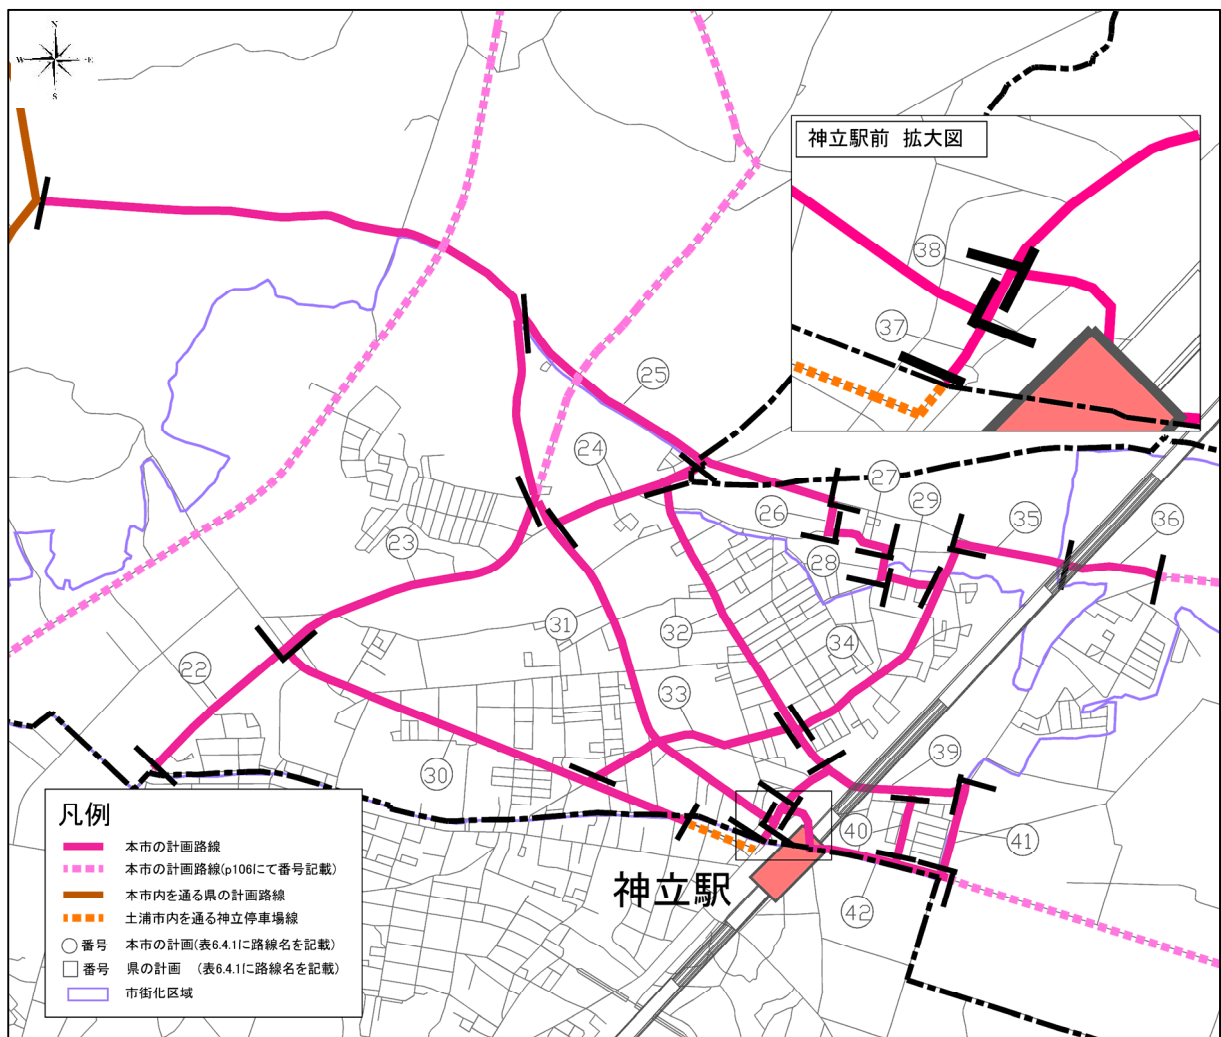 N
W
E
S
神立駅前 拡大図
38
37
25
24
27
26
29
35
36
23
28
31
32
34
22
33
30
39
40
41
42
神立駅
凡例
本市の計画路線
本市の計画路線(p106にて番号記載)
本市内を通る県の計画路線
土浦市内を通る神立停車場線
番号 本市の計画(表6.4.1に路線名を記載)
番号 県の計画 (表6.4.1に路線名を記載)
市街化区域